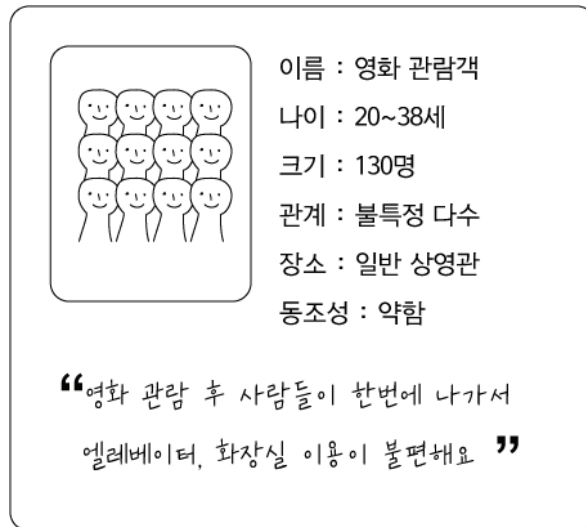 이름 : 영화 관람객
나이 : 20~38세
크기 : 130명
관계 : 불특정 다수
장소 : 일반 상영관
동조성 : 약함
“영화 관람 후 사람들이 한번에 나가서
엘레베이터, 화장실 이용이 불편해요 ”